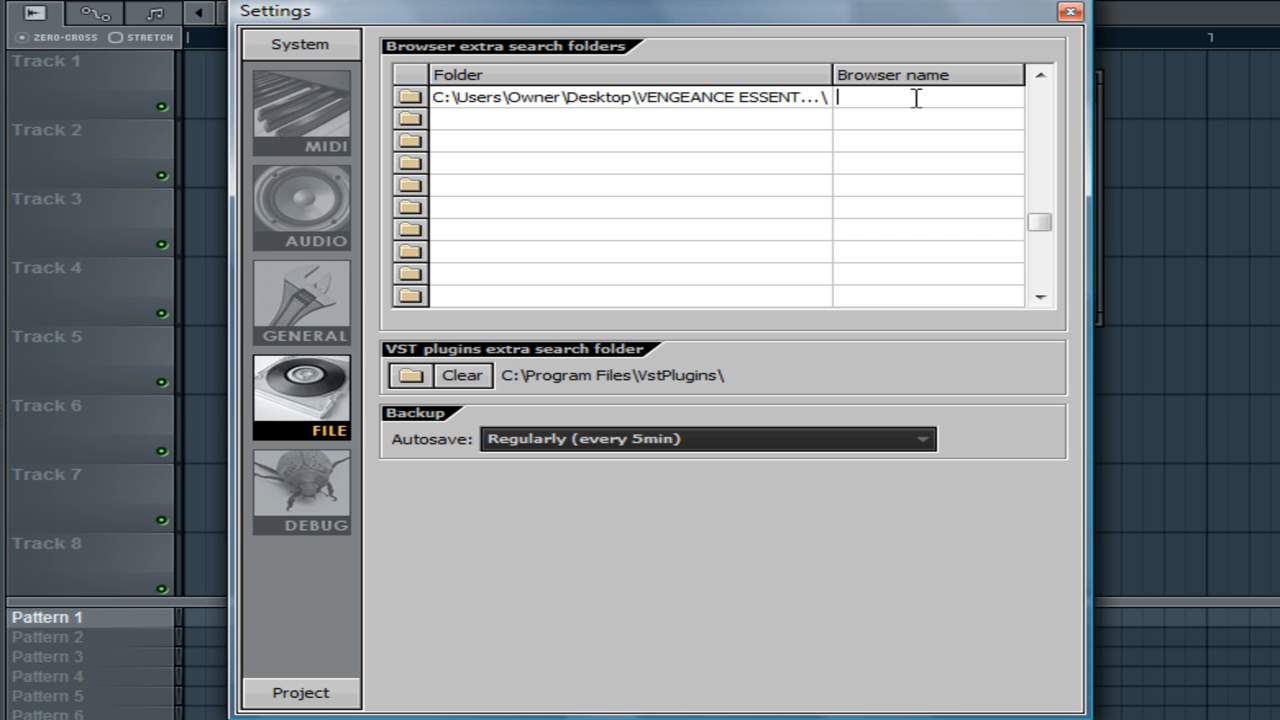 Settings
ZERO-CROSS STRETCH
1
Track 1
Track 2
Track 3
Track 4
Track 5
Track 6
Track 7
Track 8
Pattern 1
Pattern 2
Pattern 3
Pattern 4
Pattern 5
Pattern 6
System
MIDI
AUDIO
GENERAL
FILE
DEBUG
Project
Browser extra search folders
Folder Browser name
C:\Users\Owner\Desktop\VENGEANCE ESSENT...\
VST plugins extra search folder
Clear C:\Program Files\VstPlugins\
Backup
Autosave: Regularly (every 5min)